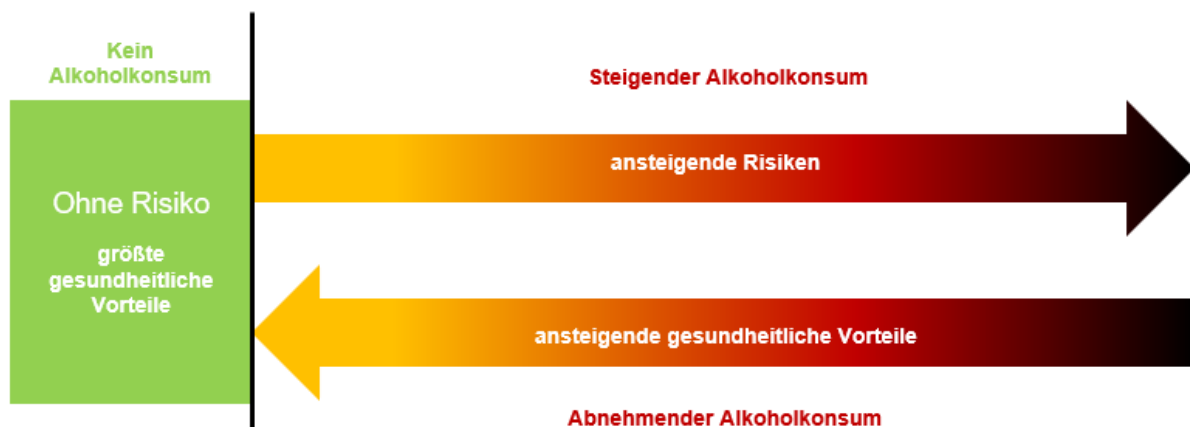 Kein
Alkoholkonsum
Steigender Alkoholkonsum
ansteigende Risiken
Ohne Risiko
größte
gesundheitliche
Vorteile
ansteigende gesundheitliche Vorteile
Abnehmender Alkoholkonsum